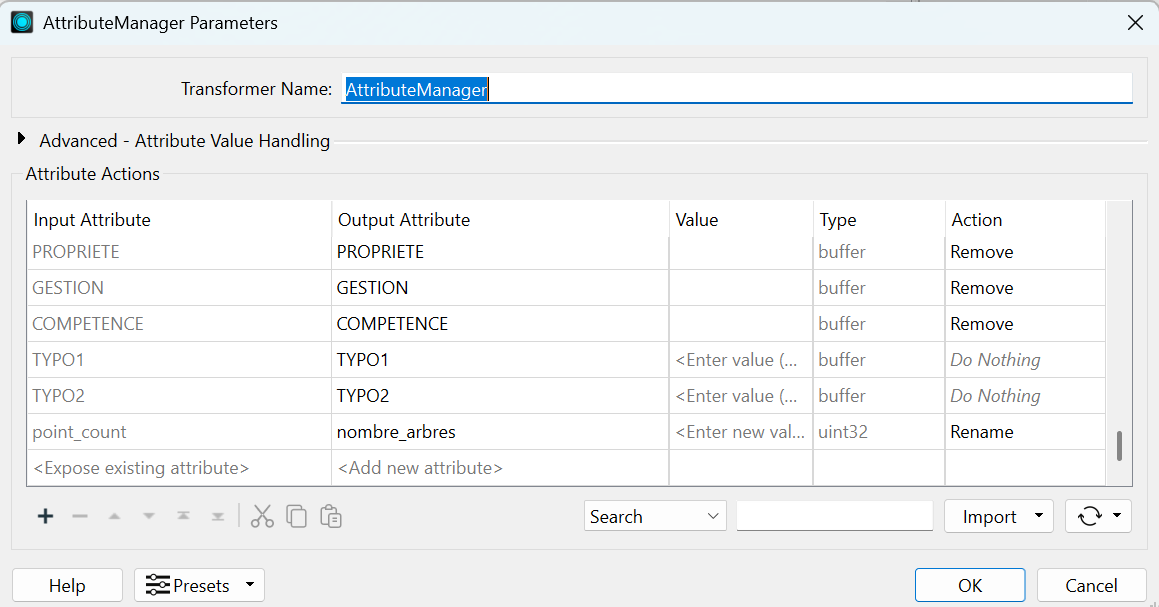 AttributeManager Parameters
Transformer Name: AttributeManager
Advanced - Attribute Value Handling
Attribute Actions
Input Attribute Output Attribute Value Type Action
PROPRIETE PROPRIETE buffer Remove
GESTION GESTION buffer Remove
COMPETENCE COMPETENCE buffer Remove
TYPO1 TYPO1 <Enter value (... buffer Do Nothing
TYPO2 TYPO2 <Enter value (... buffer Do Nothing
point_count nombre_arbres <Enter new val... uint32 Rename
<Expose existing attribute> <Add new attribute>
Search Import
Help Presets OK Cancel